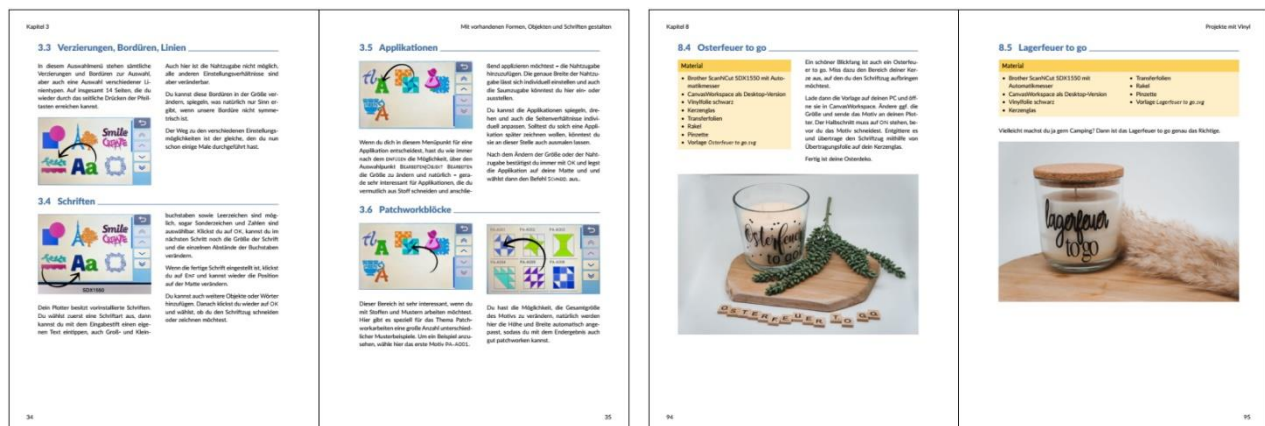 Kapitel 3
3.3 Verzierungen, Bordüren, Linien
In diesem Auswahlmenü stehen sämtliche
Verzierungen und Bordüren zur Auswahl,
aber auch eine Auswahl verschiedener Li-
nientypen. Auf insgesamt 14 Seiten, die du
wieder durch das seitliche Drücken der Pfeil-
tasten erreichen kannst.
Smile
CREATE
Aa
Auch hier ist die Nahtzugabe nicht möglich,
alle anderen Einstellungsverhältnisse sind
aber veränderbar.
Du kannst diese Bordüren in der Größe ver-
ändern, spiegeln, was natürlich nur Sinn er-
gibt, wenn unsere Bordüre nicht symme-
trisch ist.
Der Weg zu den verschiedenen Einstellungs-
möglichkeiten ist der gleiche, den du nun
schon einige Male durchgeführt hast.
3.4 Schriften
Smile
CREATE
Aa
Dein Plotter besitzt vorinstallierte Schriften.
Du wählst zuerst eine Schriftart aus, dann
kannst du mit dem Eingabestift einen eige-
nen Text eintippen, auch Groß- und Klein-
buchstaben sowie Leerzeichen sind mög-
lich, sogar Sonderzeichen und Zahlen sind
auswählbar. Klickst du auf OK, kannst du im
nächsten Schritt noch die Größe der Schrift
und die einzelnen Abstände der Buchstaben
verändern.
Wenn die fertige Schrift eingestellt ist, klickst
du auf ENT und kannst wieder die Position
auf der Matte verändern.
Du kannst auch weitere Objekte oder Wörter
hinzufügen. Danach klickst du wieder auf OK
und wählst, ob du den Schriftzug schneiden
oder zeichnen möchtest.
34
Mit vorhandenen Formen, Objekten und Schriften gestalten
3.5 Applikationen
Wenn du dich in diesem Menüpunkt für eine
Applikation entscheidest, hast du wie immer
nach dem EINFÜGEN die Möglichkeit, über den
Auswahlpunkt BEARBEITEN|OBJEKT BEARBEITEN
die Größe zu ändern und natürlich – gera-
de sehr interessant für Applikationen, die du
vermutlich aus Stoff schneiden und anschlie-
ßend applizieren möchtest – die Nahtzugabe
hinzuzufügen. Die genaue Breite der Nahtzu-
gabe lässt sich individuell einstellen und auch
die Saumzugabe könntest du hier ein- oder
ausstellen.
Du kannst die Applikationen spiegeln, dre-
hen und auch die Seitenverhältnisse indivi-
duell anpassen. Solltest du solch eine Appli-
kation später zeichnen wollen, könntest du
sie an dieser Stelle auch ausmalen lassen.
Nach dem Ändern der Größe oder der Naht-
zugabe bestätigst du immer mit OK und legst
die Applikation auf deine Matte und und
wählst dann den Befehl SCHNEID. aus.
3.6 Patchworkblöcke
Dieser Bereich ist sehr interessant, wenn du
mit Stoffen und Mustern arbeiten möchtest.
Hier gibt es speziell für das Thema Patch-
workarbeiten eine große Anzahl unterschied-
licher Musterbeispiele. Um ein Beispiel anzu-
sehen, wähle hier das erste Motiv PA-A001.
Du hast die Möglichkeit, die Gesamtgröße
des Motivs zu verändern, natürlich werden
hier die Höhe und Breite automatisch ange-
passt, sodass du mit dem Endergebnis auch
gut patchworken kannst.
35
Kapitel 8
8.4 Osterfeuer to go
Material
• Brother ScanNCut SDX1550 mit Auto-
matikmesser
• CanvasWorkspace als Desktop-Version
• Vinylfolie schwarz
• Kerzenglas
• Transferfolien
• Rakel
• Pinzette
• Vorlage Osterfeuer to go.svg
Ein schöner Blickfang ist auch ein Osterfeu-
er to go. Miss dazu den Bereich deiner Ker-
ze aus, auf den du den Schriftzug aufbringen
möchtest.
Lade dann die Vorlage auf deinen PC und öff-
ne sie in CanvasWorkspace. Ändere ggf. die
Größe und sende das Motiv an deinen Plot-
ter. Der Halbschnitt muss auf ON stehen, be-
vor du das Motiv schneidest. Entgittere es
und übertrage den Schriftzug mithilfe von
Übertragungsfolie auf dein Kerzenglas.
Fertig ist deine Osterdeko.
Osterfeuer
to go
OSTERFEUER TO GO
94
Projekte mit Vinyl
8.5 Lagerfeuer to go
Material
• Brother ScanNCut SDX1550 mit
Automatikmesser
• CanvasWorkspace als Desktop-Version
• Vinylfolie schwarz
• Kerzenglas
• Transferfolien
• Rakel
• Pinzette
• Vorlage Lagerfeuer to go.svg
Vielleicht machst du ja gern Camping? Dann ist das Lagerfeuer to go genau das Richtige.
lagerfeuer
to go
95